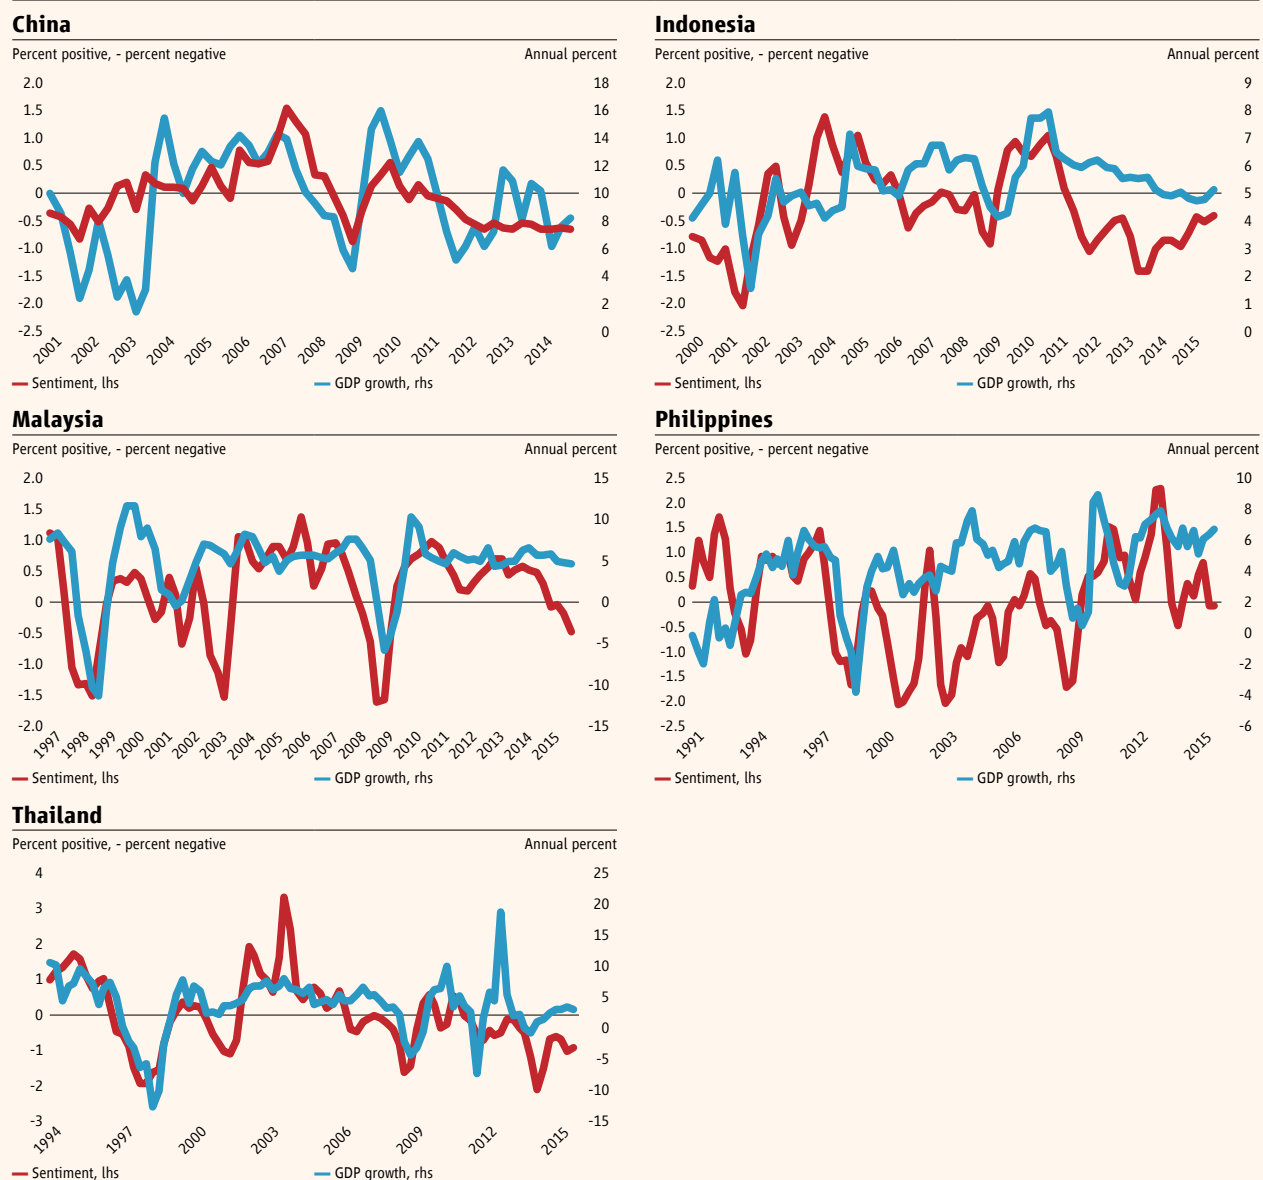 China
Percent positive, - percent negative Annual percent
2.0 18
1.5 16
1.0 14
0.5 12
0 10
-0.5 8
-1.0 6
-1.5 4
-2.0 2
-2.5 0
2001 2002 2003 2004 2005 2006 2007 2008 2009 2010 2011 2012 2013 2014
Sentiment, lhs GDP growth, rhs
Indonesia
Percent positive, - percent negative Annual percent
2.0 9
1.5 8
1.0 7
0.5 6
0 5
-0.5 4
-1.0 3
-1.5 2
-2.0 1
-2.5 0
2000 2001 2002 2003 2004 2005 2006 2007 2008 2009 2010 2011 2012 2013 2014 2015
Sentiment, lhs GDP growth, rhs
Malaysia
Percent positive, - percent negative Annual percent
2.0 15
1.5
1.0 10
0.5 5
0 0
-0.5 -5
-1.0
-1.5 -10
-2.0 -15
1997 1998 1999 2000 2001 2002 2003 2004 2005 2006 2007 2008 2009 2010 2011 2012 2013 2014 2015
Sentiment, lhs GDP growth, rhs
Philippines
Percent positive, - percent negative Annual percent
2.5 10
2.0 8
1.5 6
1.0
0.5 4
0 2
-0.5 0
-1.0 -2
-1.5
-2.0 -4
-2.5 -6
1991 1994 1997 2000 2003 2006 2009 2012 2015
Sentiment, lhs GDP growth, rhs
Thailand
Percent positive, - percent negative Annual percent
4 25
3 20
2 15
1 10
5
0 0
-1 -5
-2 -10
-3 -15
1994 1997 2000 2003 2006 2009 2012 2015
Sentiment, lhs GDP growth, rhs